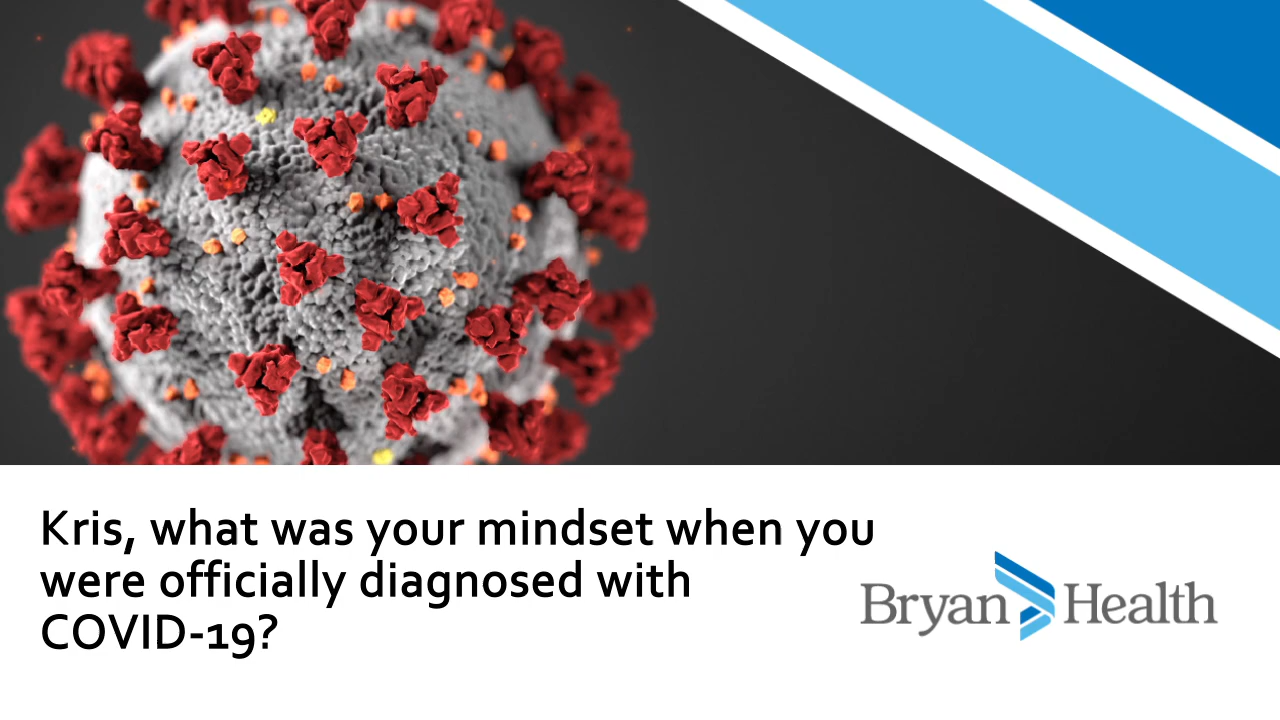 Kris, what was your mindset when you
were officially diagnosed with
COVID-19?
Bryan Health